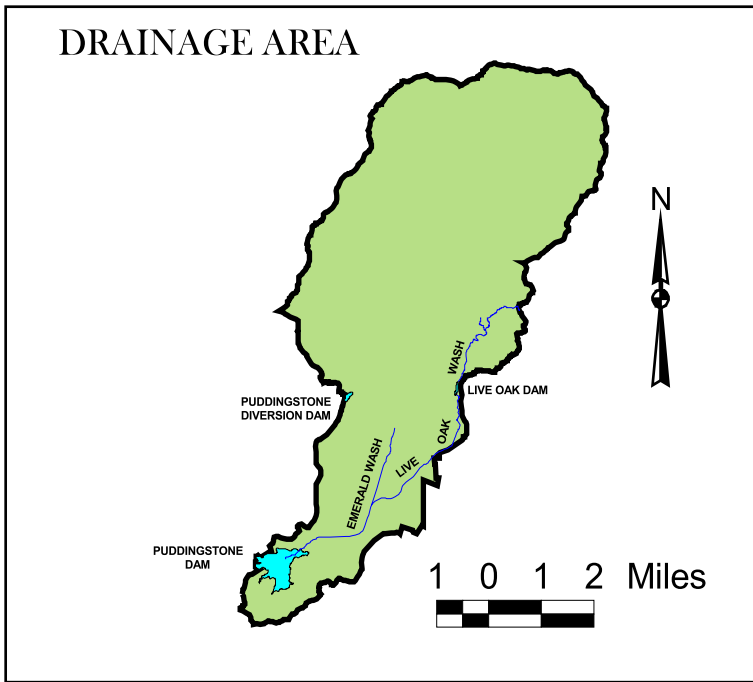 DRAINAGE AREA
N
WASH
LIVE OAK DAM
PUDDINGSTONE
DIVERSION DAM
OAK
LIVE
EMERALD WASH
PUDDINGSTONE
DAM
1 0 1 2 Miles